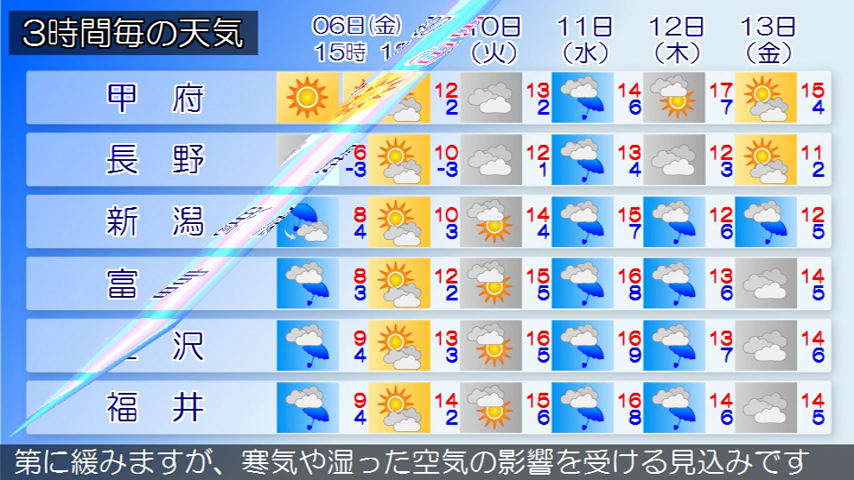 3時間毎の天気
06日(金) 10日 11日 12日 13日
15時 (火) (水) (木) (金)
甲府 12 2 13 2 14 6 17 7 15 4
長野 6 -3 10 -3 12 1 13 4 12 3 11 2
新潟 8 4 10 3 14 4 15 7 12 6 12 5
富 8 3 12 2 15 5 16 8 13 6 14 5
沢 9 4 13 3 16 5 16 9 13 7 14 6
福井 9 4 14 2 15 6 16 8 14 6 14 5
第に緩みますが、寒気や湿った空気の影響を受ける見込みです